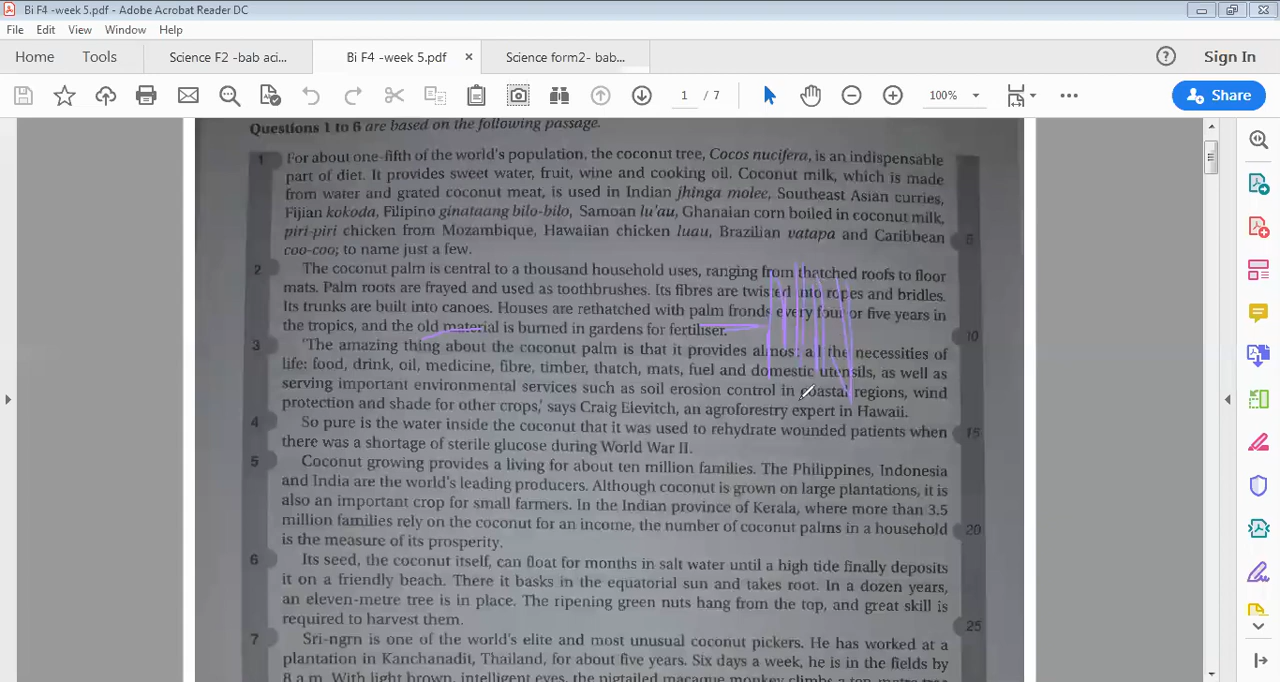 Bi F4 -week 5.pdf - Adobe Acrobat Reader DC
File Edit View Window Help
Home Tools Science F2 -bab aci... Bi F4 -week 5.pdf × Science form2- bab... Sign In
1 / 7 100% Share
Questions 1 to 6 are based on the following passage.
1 For about one-fifth of the world's population, the coconut tree, Cocos nucifera, is an indispensable
part of diet. It provides sweet water, fruit, wine and cooking oil. Coconut milk, which is made
from water and grated coconut meat, is used in Indian jhinga molee, Southeast Asian curries,
Fijian kokoda, Filipino ginataang bilo-bilo, Samoan lu'au, Ghanaian corn boiled in coconut milk,
piri-piri chicken from Mozambique, Hawaiian chicken luau, Brazilian vatapa and Caribbean 5
coo-coo; to name just a few.
2 The coconut palm is central to a thousand household uses, ranging from thatched roofs to floor
mats. Palm roots are frayed and used as toothbrushes. Its fibres are twisted into ropes and bridles.
Its trunks are built into canoes. Houses are rethatched with palm fronds every four or five years in
the tropics, and the old material is burned in gardens for fertiliser. 10
3 'The amazing thing about the coconut palm is that it provides almost all the necessities of
life: food, drink, oil, medicine, fibre, timber, thatch, mats, fuel and domestic utensils, as well as
serving important environmental services such as soil erosion control in coastal regions, wind
protection and shade for other crops,' says Craig Elevitch, an agroforestry expert in Hawaii.
4 So pure is the water inside the coconut that it was used to rehydrate wounded patients when 15
there was a shortage of sterile glucose during World War II.
5 Coconut growing provides a living for about ten million families. The Philippines, Indonesia
and India are the world's leading producers. Although coconut is grown on large plantations, it is
also an important crop for small farmers. In the Indian province of Kerala, where more than 3.5
million families rely on the coconut for an income, the number of coconut palms in a household 20
is the measure of its prosperity.
6 Its seed, the coconut itself, can float for months in salt water until a high tide finally deposits
it on a friendly beach. There it basks in the equatorial sun and takes root. In a dozen years,
an eleven-metre tree is in place. The ripening green nuts hang from the top, and great skill is
required to harvest them. 25
7 Sri-ngrn is one of the world's elite and most unusual coconut pickers. He has worked at a
plantation in Kanchanadit, Thailand, for about five years. Six days a week, he is in the fields by
8 a.m. With light brown, intelligent eyes, the pigtailed macaque monkey climbs a ten-metre tree